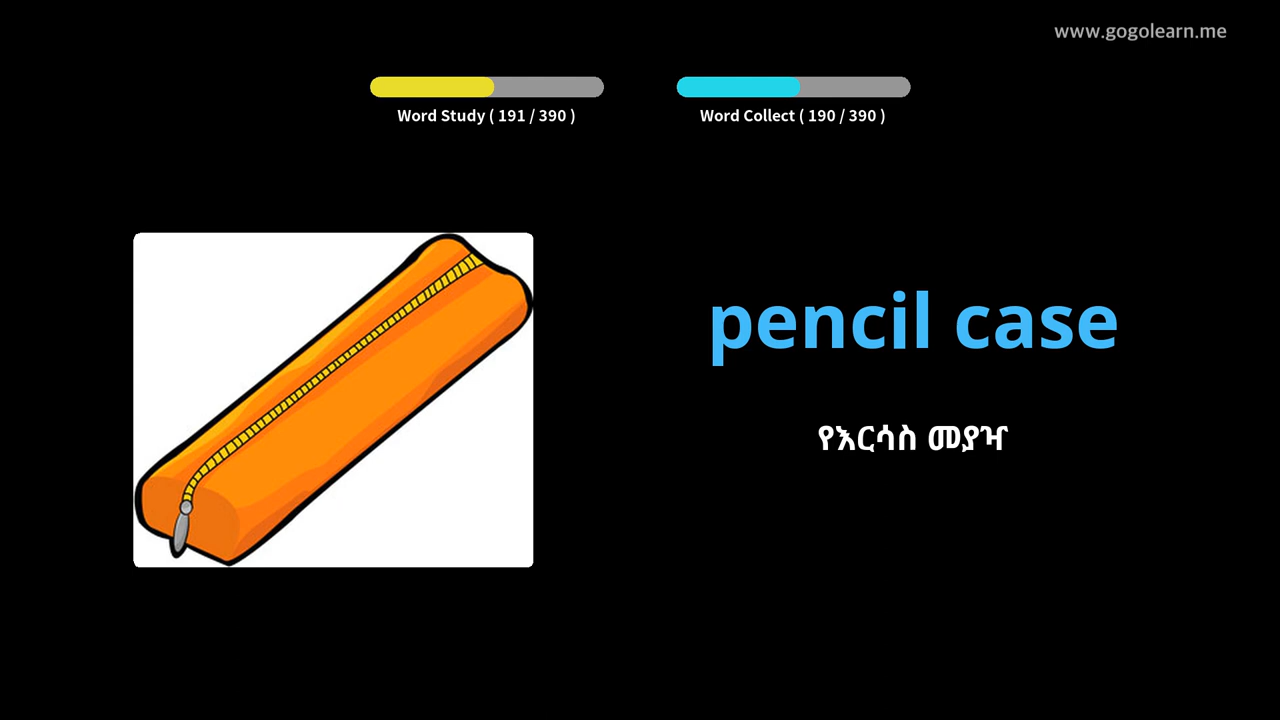 www.gogolearn.me
Word Study ( 191 / 390 )
Word Collect ( 190 / 390 )
pencil case
የእርሳስ መያዣ